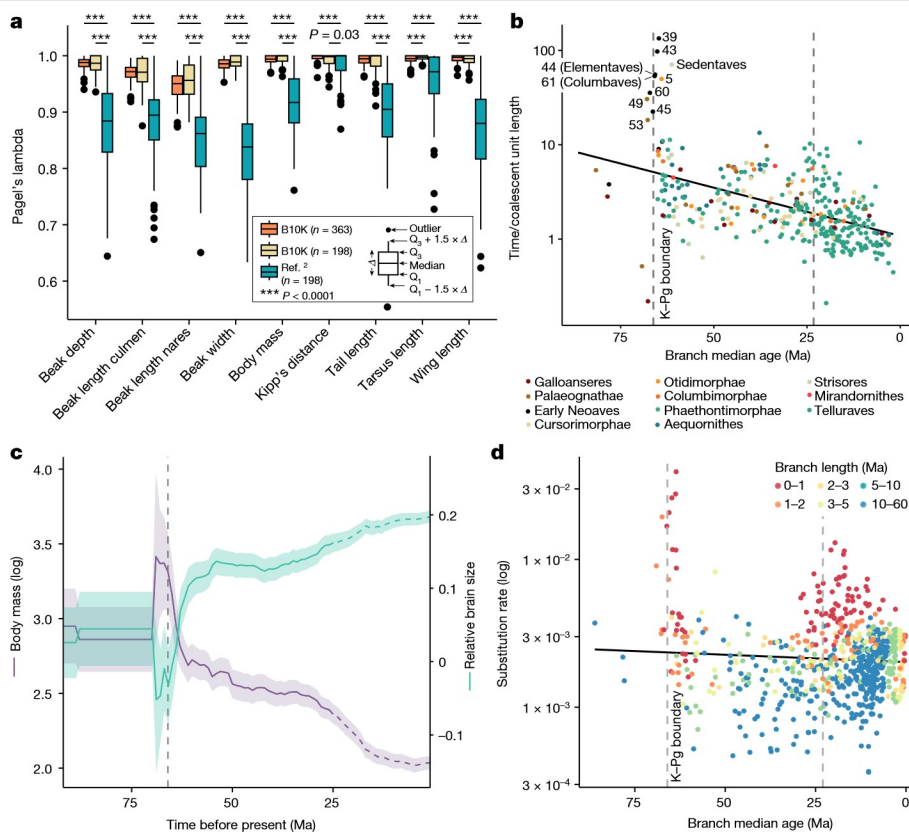 a
*** *** *** *** *** *** *** *** ***
P = 0.03
*** *** *** *** *** *** *** ***
Pagel's lambda
1.0
0.9
0.8
0.7
0.6
B10K (n = 363)
B10K (n = 198)
Ref. 2
(n = 198)
*** P < 0.0001
Outlier
Q3 + 1.5 × Δ
Q3
Median
Q1
Q1 – 1.5 × Δ
Δ
Beak depth
Beak length culmen
Beak length nares
Beak width
Body mass
Kipp's distance
Tail length
Tarsus length
Wing length
b
Time/coalescent unit length
100
10
1
39
43
44 (Elementaves)
Sedentaves
61 (Columbaves)
5
60
49
45
53
K–Pg boundary
75 50 25 0
Branch median age (Ma)
Galloanseres
Palaeognathae
Early Neoaves
Cursorimorphae
Otidimorphae
Columbimorphae
Phaethontimorphae
Aequornithes
Strisores
Mirandornithes
Telluraves
c
Body mass (log)
4.0
3.5
3.0
2.5
2.0
0.2
0.1
0
–0.1
Relative brain size
75 50 25
Time before present (Ma)
d
Substitution rate (log)
3 × 10⁻²
1 × 10⁻²
3 × 10⁻³
1 × 10⁻³
3 × 10⁻⁴
Branch length (Ma)
0–1 2–3 5–10
1–2 3–5 10–60
K–Pg boundary
75 50 25 0
Branch median age (Ma)